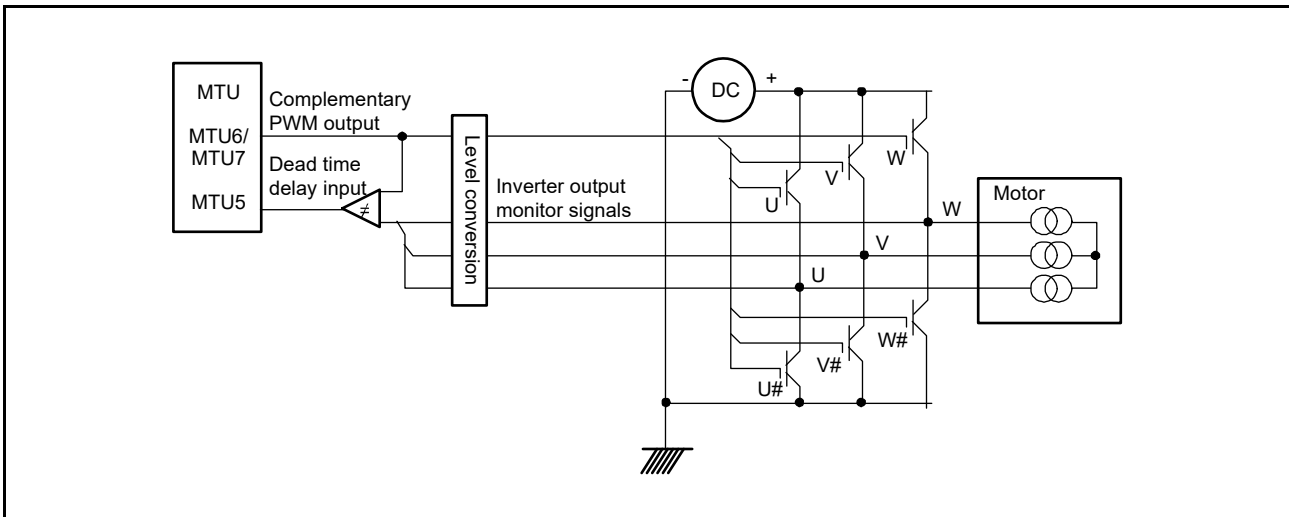 MTU
MTU6/
MTU7
MTU5
Complementary
PWM output
Dead time
delay input
≠
Level conversion
Inverter output
monitor signals
- DC +
W
V
U
W
V
U
W#
V#
U#
Motor